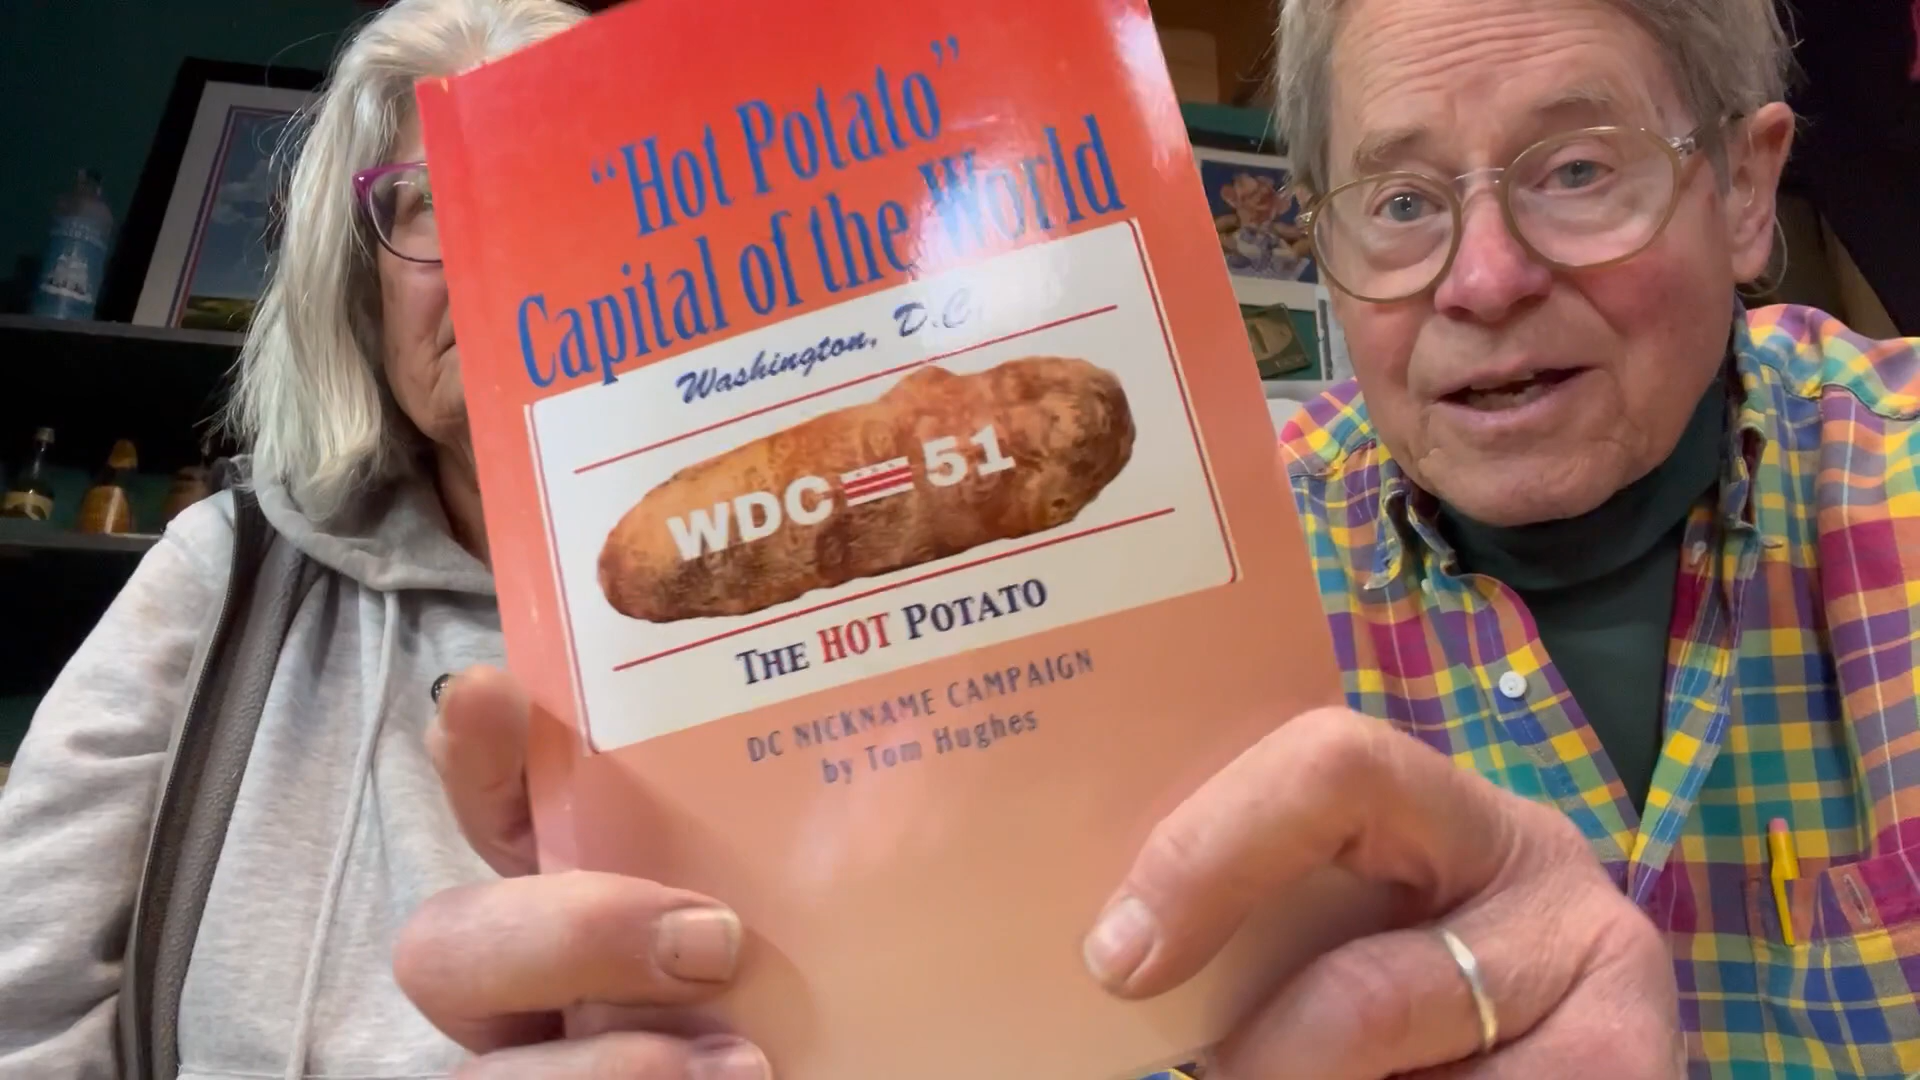 “Hot Potato”
Capital of the World
Washington, D.C.
WDC 51
THE HOT POTATO
DC NICKNAME CAMPAIGN
by Tom Hughes